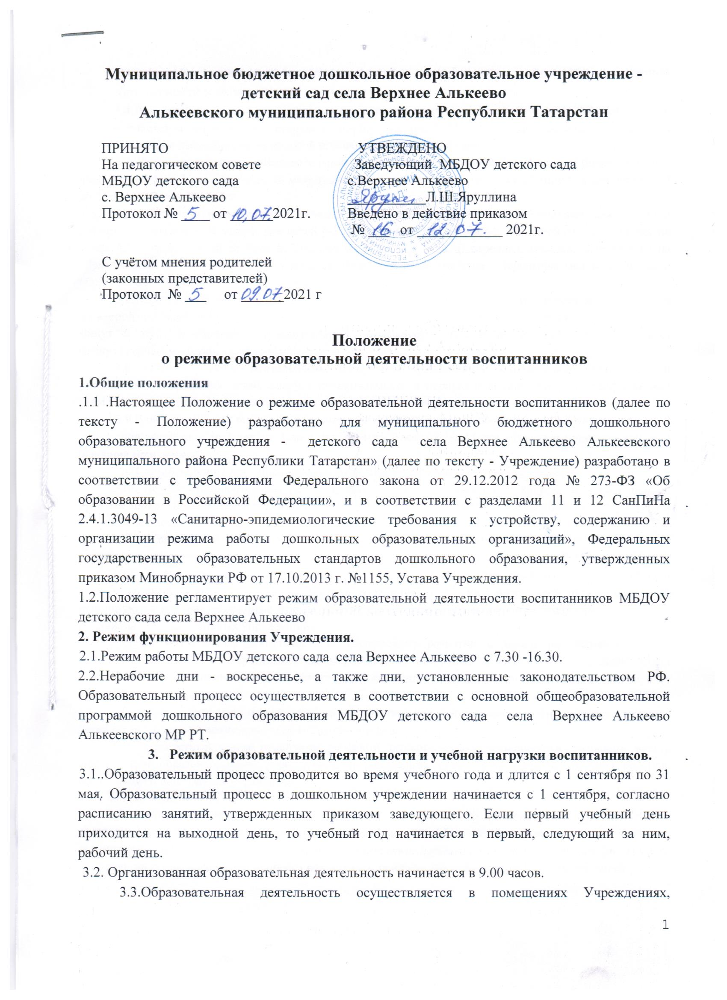 Муниципальное бюджетное дошкольное образовательное учреждение -
детский сад села Верхнее Алькеево
Алькеевского муниципального района Республики Татарстан
ПРИНЯТО
На педагогическом совете
МБДОУ детского сада
с. Верхнее Алькеево
Протокол № 5 от 10.07.2021г.
УТВЕЖДЕНО
Заведующий МБДОУ детского сада
с.Верхнее Алькеево
Л.Ш.Яруллина
Введено в действие приказом
№ 16 от 12 07. 2021г.
"ДЕТСКИЙ
САД"
С учётом мнения родителей
(законных представителей)
Протокол № 5 от 09.07.2021 г
Положение
о режиме образовательной деятельности воспитанников
1.Общие положения
.1.1 .Настоящее Положение о режиме образовательной деятельности воспитанников (далее по
тексту - Положение) разработано для муниципального бюджетного дошкольного
образовательного учреждения - детского сада села Верхнее Алькеево Алькеевского
муниципального района Республики Татарстан» (далее по тексту - Учреждение) разработано в
соответствии с требованиями Федерального закона от 29.12.2012 года № 273-ФЗ «Об
образовании в Российской Федерации», и в соответствии с разделами 11 и 12 СанПиНа
2.4.1.3049-13 «Санитарно-эпидемиологические требования к устройству, содержанию и
организации режима работы дошкольных образовательных организаций», Федеральных
государственных образовательных стандартов дошкольного образования, утвержденных
приказом Минобрнауки РФ от 17.10.2013 г. №1155, Устава Учреждения.
1.2.Положение регламентирует режим образовательной деятельности воспитанников МБДОУ
детского сада села Верхнее Алькеево
2. Режим функционирования Учреждения.
2.1.Режим работы МБДОУ детского сада села Верхнее Алькеево с 7.30 -16.30.
2.2.Нерабочие дни - воскресенье, а также дни, установленные законодательством РФ.
Образовательный процесс осуществляется в соответствии с основной общеобразовательной
программой дошкольного образования МБДОУ детского сада села Верхнее Алькеево
Алькеевского МР РТ.
3. Режим образовательной деятельности и учебной нагрузки воспитанников.
3.1..Образовательный процесс проводится во время учебного года и длится с 1 сентября по 31
мая. Образовательный процесс в дошкольном учреждении начинается с 1 сентября, согласно
расписанию занятий, утвержденных приказом заведующего. Если первый учебный день
приходится на выходной день, то учебный год начинается в первый, следующий за ним,
рабочий день.
3.2. Организованная образовательная деятельность начинается в 9.00 часов.
3.3.Образовательная деятельность осуществляется в помещениях Учреждениях,
1